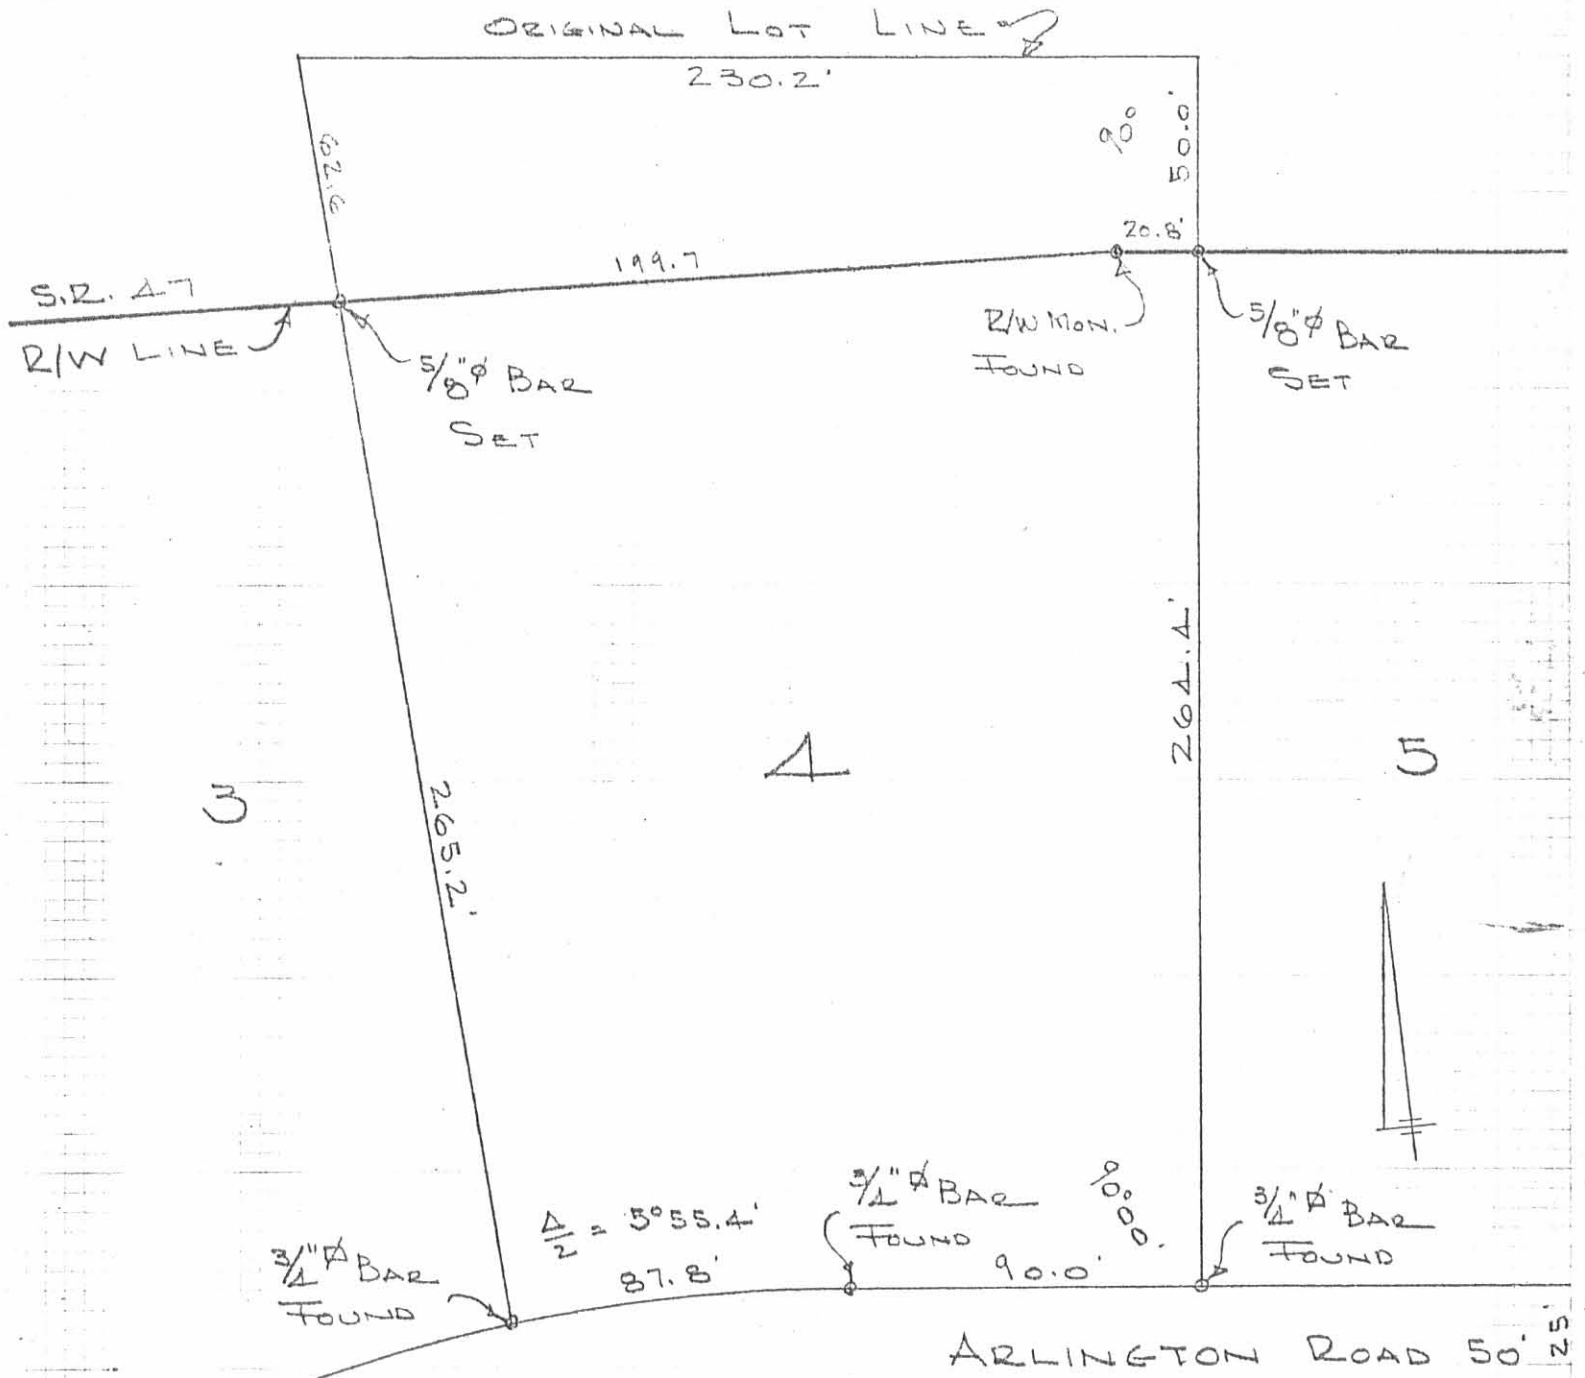 ORIGINAL LOT LINE
230.2'
62.6
90°
50.0'
20.8'
199.7
S.R. 47
R/W LINE
5/8"ø BAR
SET
R/W MON.
FOUND
5/8"ø BAR
SET
264.4'
3
4
5
265.2'
Δ/2 = 5°55.4'
87.8'
3/4"ø BAR
FOUND
3/4"ø BAR
FOUND
90°00'
90.0'
3/4"ø BAR
FOUND
ARLINGTON ROAD 50'
25'